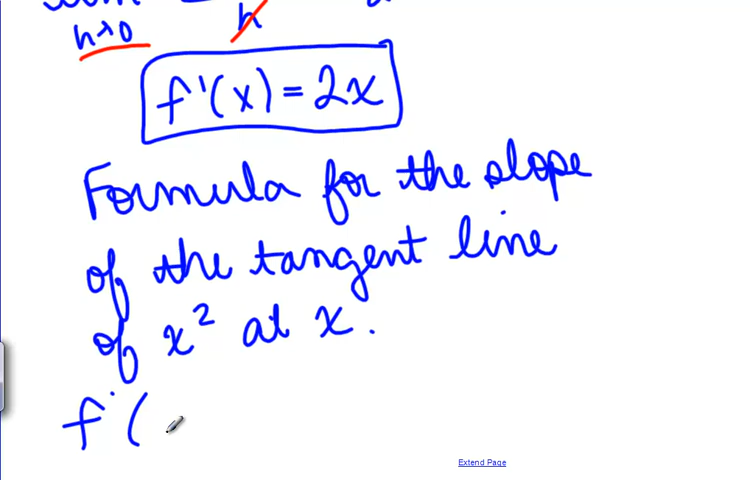 h→0 h
f'(x) = 2x
Formula for the slope
of the tangent line
of x² at x.
f'(
Extend Page